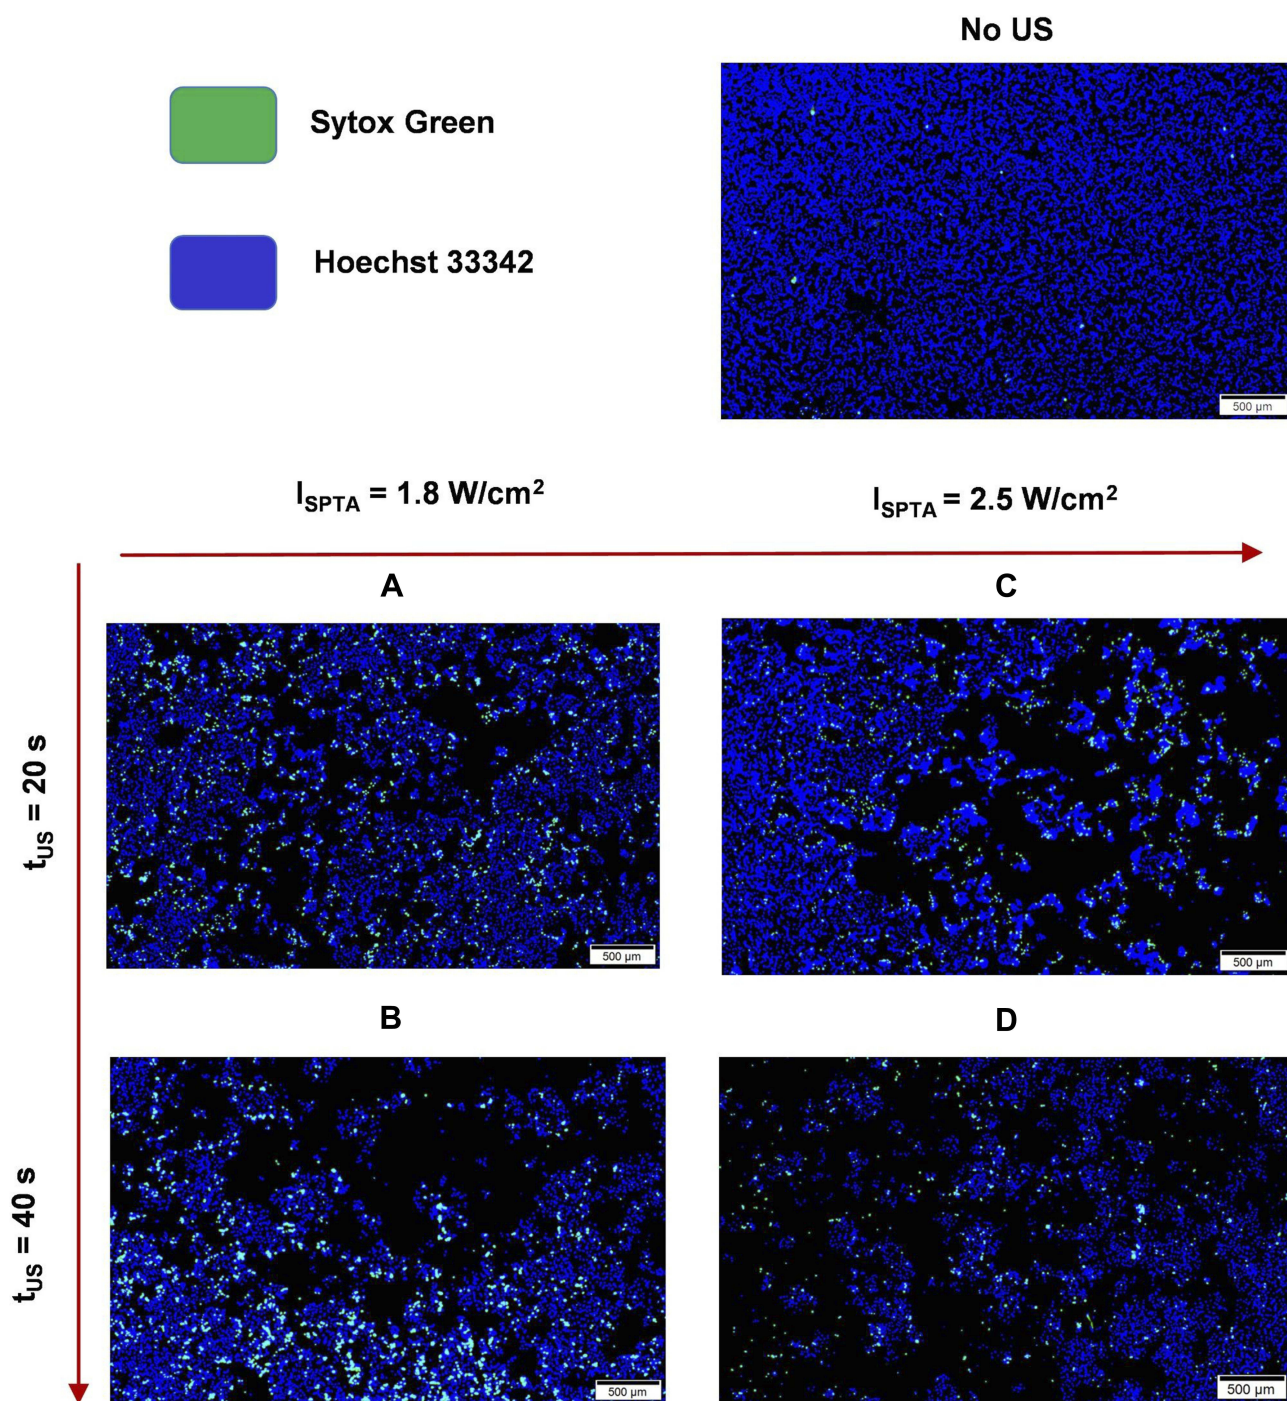 No US
Sytox Green
Hoechst 33342
500 µm
I_SPTA = 1.8 W/cm²
I_SPTA = 2.5 W/cm²
A
C
t_US = 20 s
500 µm
500 µm
B
D
t_US = 40 s
500 µm
500 µm